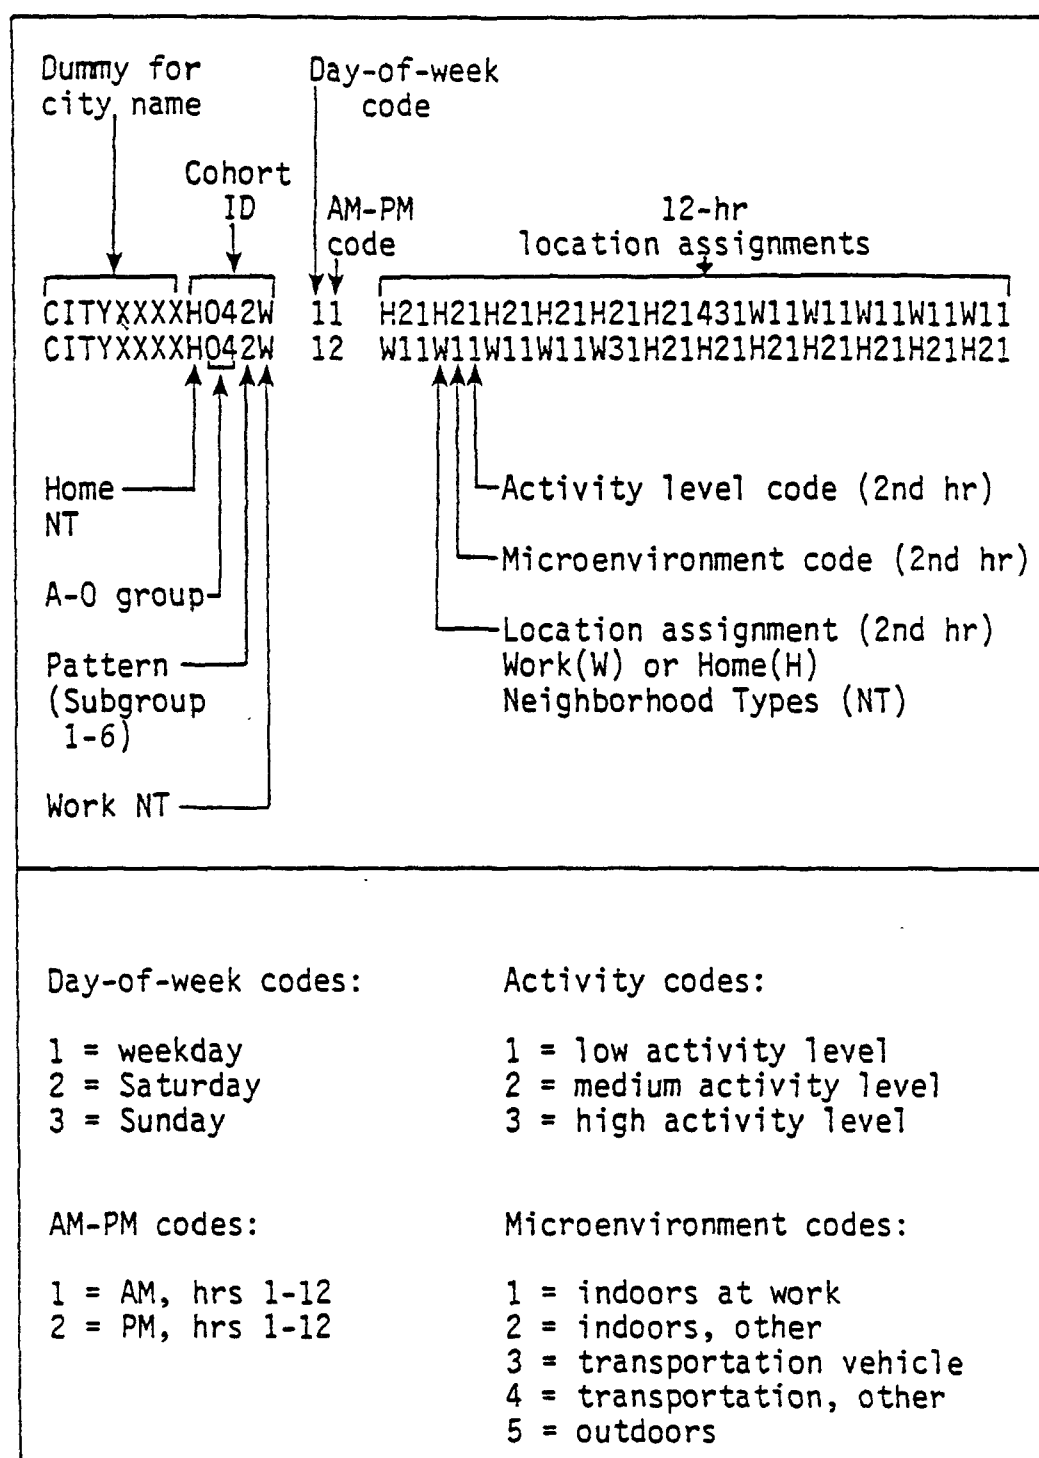 Dummy for
city name
Day-of-week
code
Cohort
ID
AM-PM
code
12-hr
location assignments
CITYXXXXH042W 11 H21H21H21H21H21H21431W11W11W11W11W11
CITYXXXXH042W 12 W11W11W11W11W31H21H21H21H21H21H21H21
Home
NT
A-O group
Pattern
(Subgroup
1-6)
Work NT
Activity level code (2nd hr)
Microenvironment code (2nd hr)
Location assignment (2nd hr)
Work(W) or Home(H)
Neighborhood Types (NT)
Day-of-week codes:
1 = weekday
2 = Saturday
3 = Sunday
Activity codes:
1 = low activity level
2 = medium activity level
3 = high activity level
AM-PM codes:
1 = AM, hrs 1-12
2 = PM, hrs 1-12
Microenvironment codes:
1 = indoors at work
2 = indoors, other
3 = transportation vehicle
4 = transportation, other
5 = outdoors